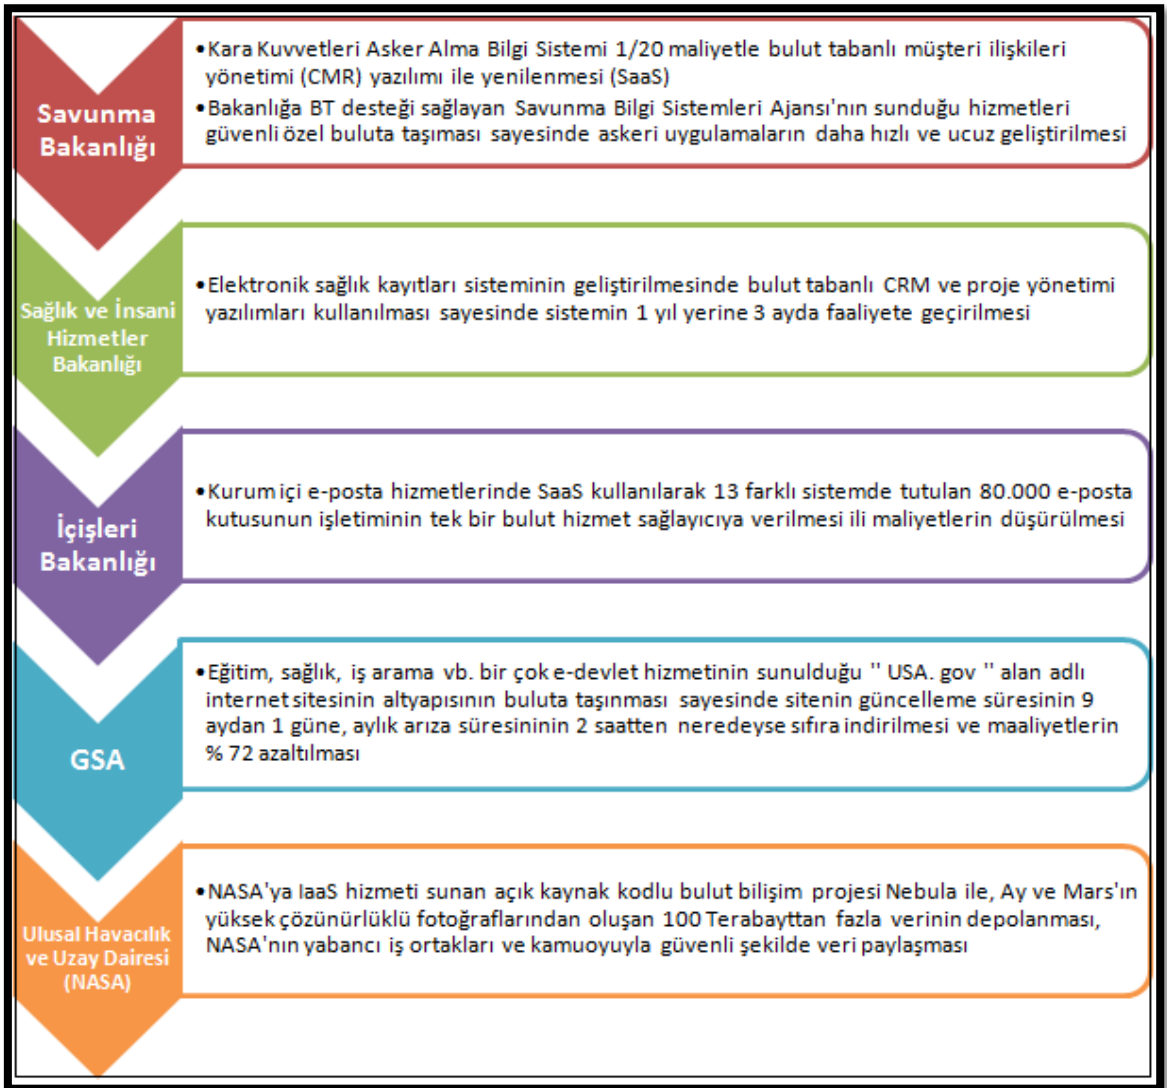 Savunma
Bakanlığı
•Kara Kuvvetleri Asker Alma Bilgi Sistemi 1/20 maliyetle bulut tabanlı müşteri ilişkileri
yönetimi (CMR) yazılımı ile yenilenmesi (SaaS)
•Bakanlığa BT desteği sağlayan Savunma Bilgi Sistemleri Ajansı'nın sunduğu hizmetleri
güvenli özel buluta taşıması sayesinde askeri uygulamaların daha hızlı ve ucuz geliştirilmesi
Sağlık ve İnsani
Hizmetler
Bakanlığı
•Elektronik sağlık kayıtları sisteminin geliştirilmesinde bulut tabanlı CRM ve proje yönetimi
yazılımları kullanılması sayesinde sistemin 1 yıl yerine 3 ayda faaliyete geçirilmesi
İçişleri
Bakanlığı
•Kurum içi e-posta hizmetlerinde SaaS kullanılarak 13 farklı sistemde tutulan 80.000 e-posta
kutusunun işletiminin tek bir bulut hizmet sağlayıcıya verilmesi ili maliyetlerin düşürülmesi
GSA
•Eğitim, sağlık, iş arama vb. bir çok e-devlet hizmetinin sunulduğu " USA. gov " alan adlı
internet sitesinin altyapısının buluta taşınması sayesinde sitenin güncelleme süresinin 9
aydan 1 güne, aylık arıza süresininin 2 saatten neredeyse sıfıra indirilmesi ve maaliyetlerin
% 72 azaltılması
Ulusal Havacılık
ve Uzay Dairesi
(NASA)
•NASA'ya IaaS hizmeti sunan açık kaynak kodlu bulut bilişim projesi Nebula ile, Ay ve Mars'ın
yüksek çözünürlüklü fotoğraflarından oluşan 100 Terabayttan fazla verinin depolanması,
NASA'nın yabancı iş ortakları ve kamuoyuyla güvenli şekilde veri paylaşması